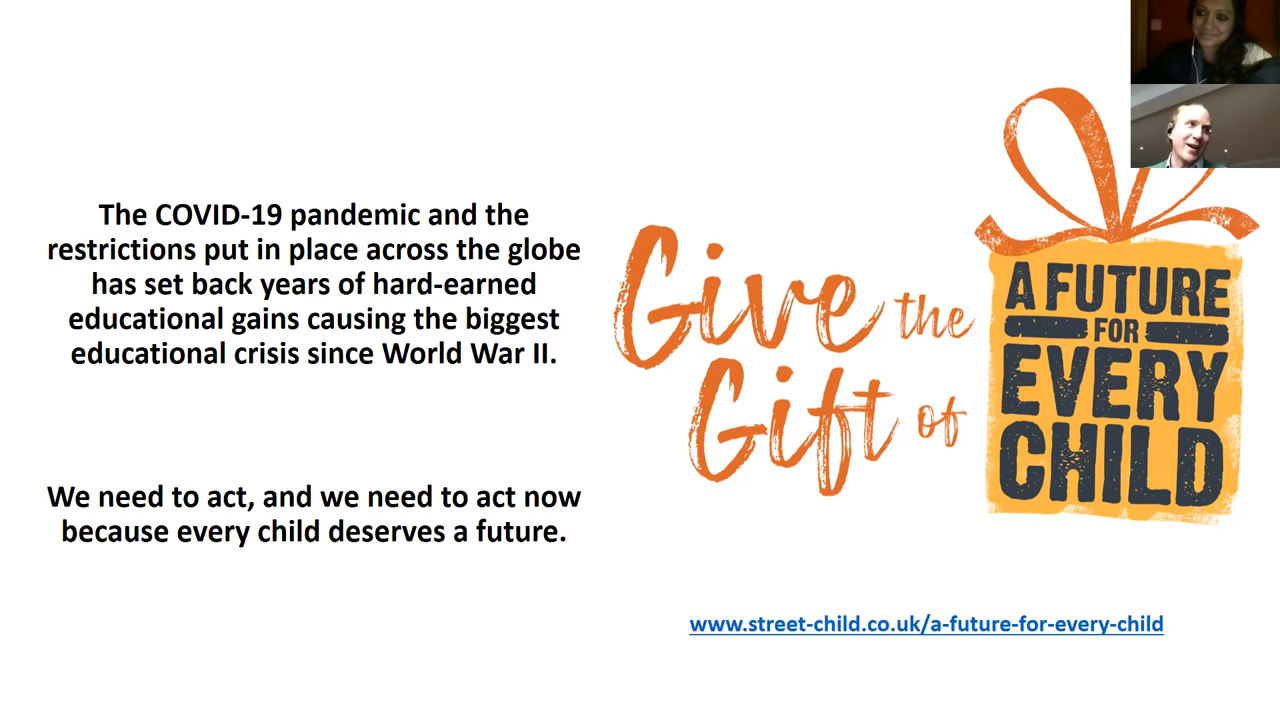 The COVID-19 pandemic and the
restrictions put in place across the globe
has set back years of hard-earned
educational gains causing the biggest
educational crisis since World War II.
We need to act, and we need to act now
because every child deserves a future.
Give the
Gift of
A FUTURE
FOR
EVERY
CHILD
www.street-child.co.uk/a-future-for-every-child